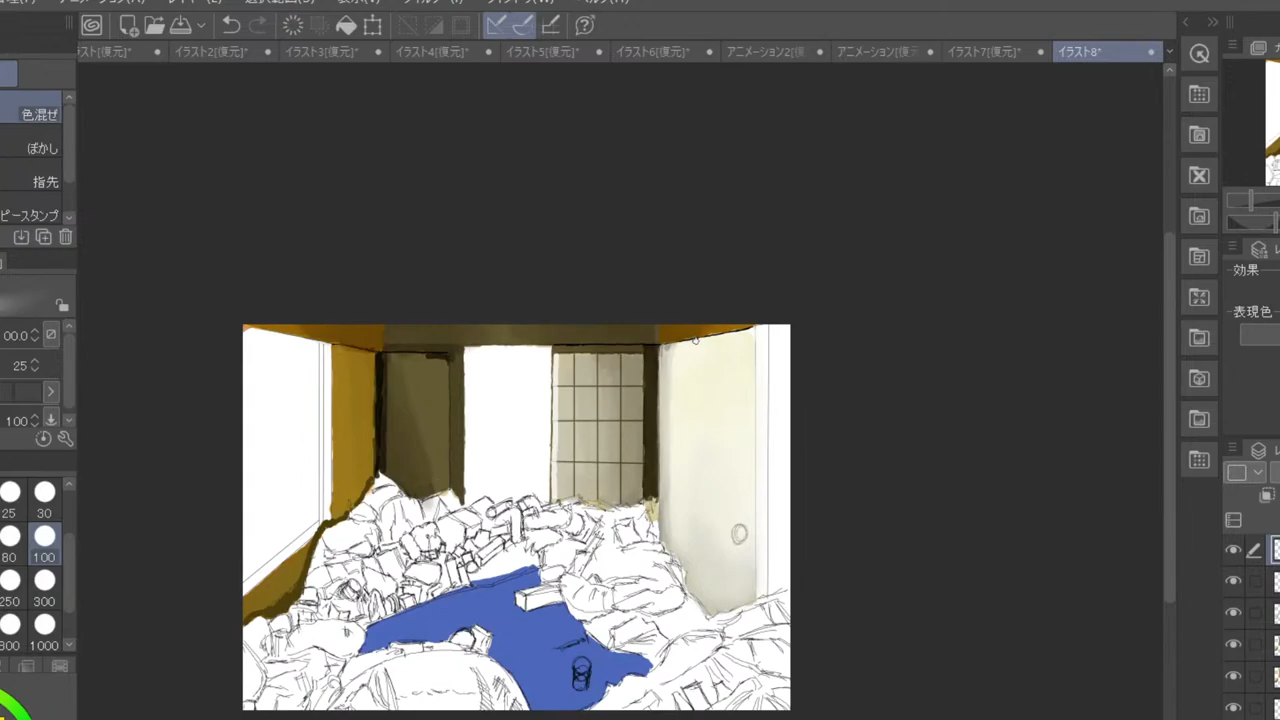 スト[復元]*
イラスト2[復元]*
イラスト3[復元]*
イラスト4[復元]*
イラスト5[復元]*
イラスト6[復元]*
アニメーション2[復元
アニメーション[復元
イラスト7[復元]*
イラスト8*
色混ぜ
ぼかし
指先
ピースタンプ
00.0
25
100
25
30
80
100
250
300
800
1000
効果
表現色